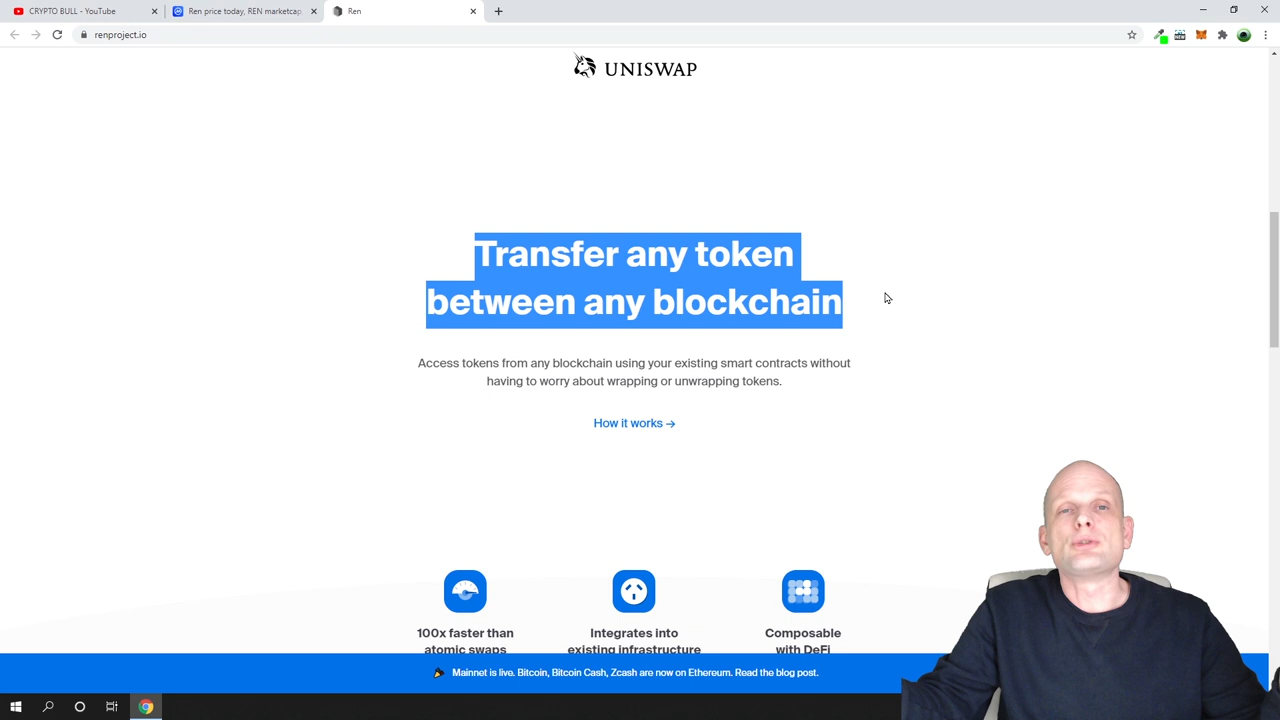 CRYPTO BULL - YouTube
Ren price today, REN marketcap,
Ren
renproject.io
UNISWAP
Transfer any token
between any blockchain
Access tokens from any blockchain using your existing smart contracts without
having to worry about wrapping or unwrapping tokens.
How it works →
100x faster than
atomic swaps
Integrates into
existing infrastructure
Composable
with DeFi
Mainnet is live. Bitcoin, Bitcoin Cash, Zcash are now on Ethereum. Read the blog post.